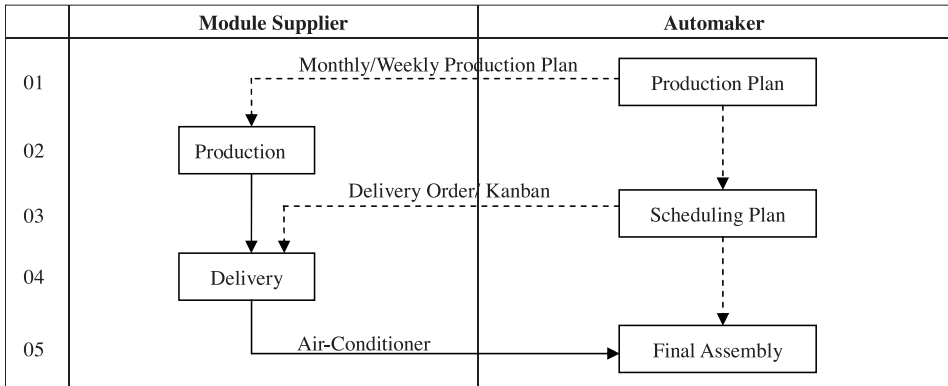 Module Supplier
Automaker
01
Monthly/Weekly Production Plan
Production Plan
02
Production
03
Delivery Order/ Kanban
Scheduling Plan
04
Delivery
05
Air-Conditioner
Final Assembly